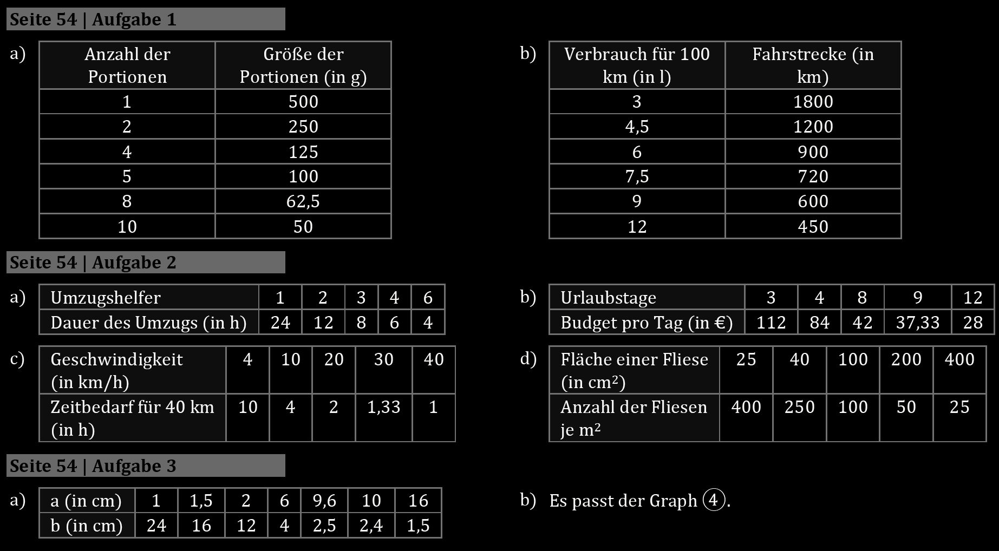 Seite 54 | Aufgabe 1
a)
Anzahl der Portionen | Größe der Portionen (in g)
1 | 500
2 | 250
4 | 125
5 | 100
8 | 62,5
10 | 50
b)
Verbrauch für 100 km (in l) | Fahrstrecke (in km)
3 | 1800
4,5 | 1200
6 | 900
7,5 | 720
9 | 600
12 | 450
Seite 54 | Aufgabe 2
a)
Umzugshelfer | 1 | 2 | 3 | 4 | 6
Dauer des Umzugs (in h) | 24 | 12 | 8 | 6 | 4
b)
Urlaubstage | 3 | 4 | 8 | 9 | 12
Budget pro Tag (in €) | 112 | 84 | 42 | 37,33 | 28
c)
Geschwindigkeit (in km/h) | 4 | 10 | 20 | 30 | 40
Zeitbedarf für 40 km (in h) | 10 | 4 | 2 | 1,33 | 1
d)
Fläche einer Fliese (in cm²) | 25 | 40 | 100 | 200 | 400
Anzahl der Fliesen je m² | 400 | 250 | 100 | 50 | 25
Seite 54 | Aufgabe 3
a)
a (in cm) | 1 | 1,5 | 2 | 6 | 9,6 | 10 | 16
b (in cm) | 24 | 16 | 12 | 4 | 2,5 | 2,4 | 1,5
b) Es passt der Graph ④.